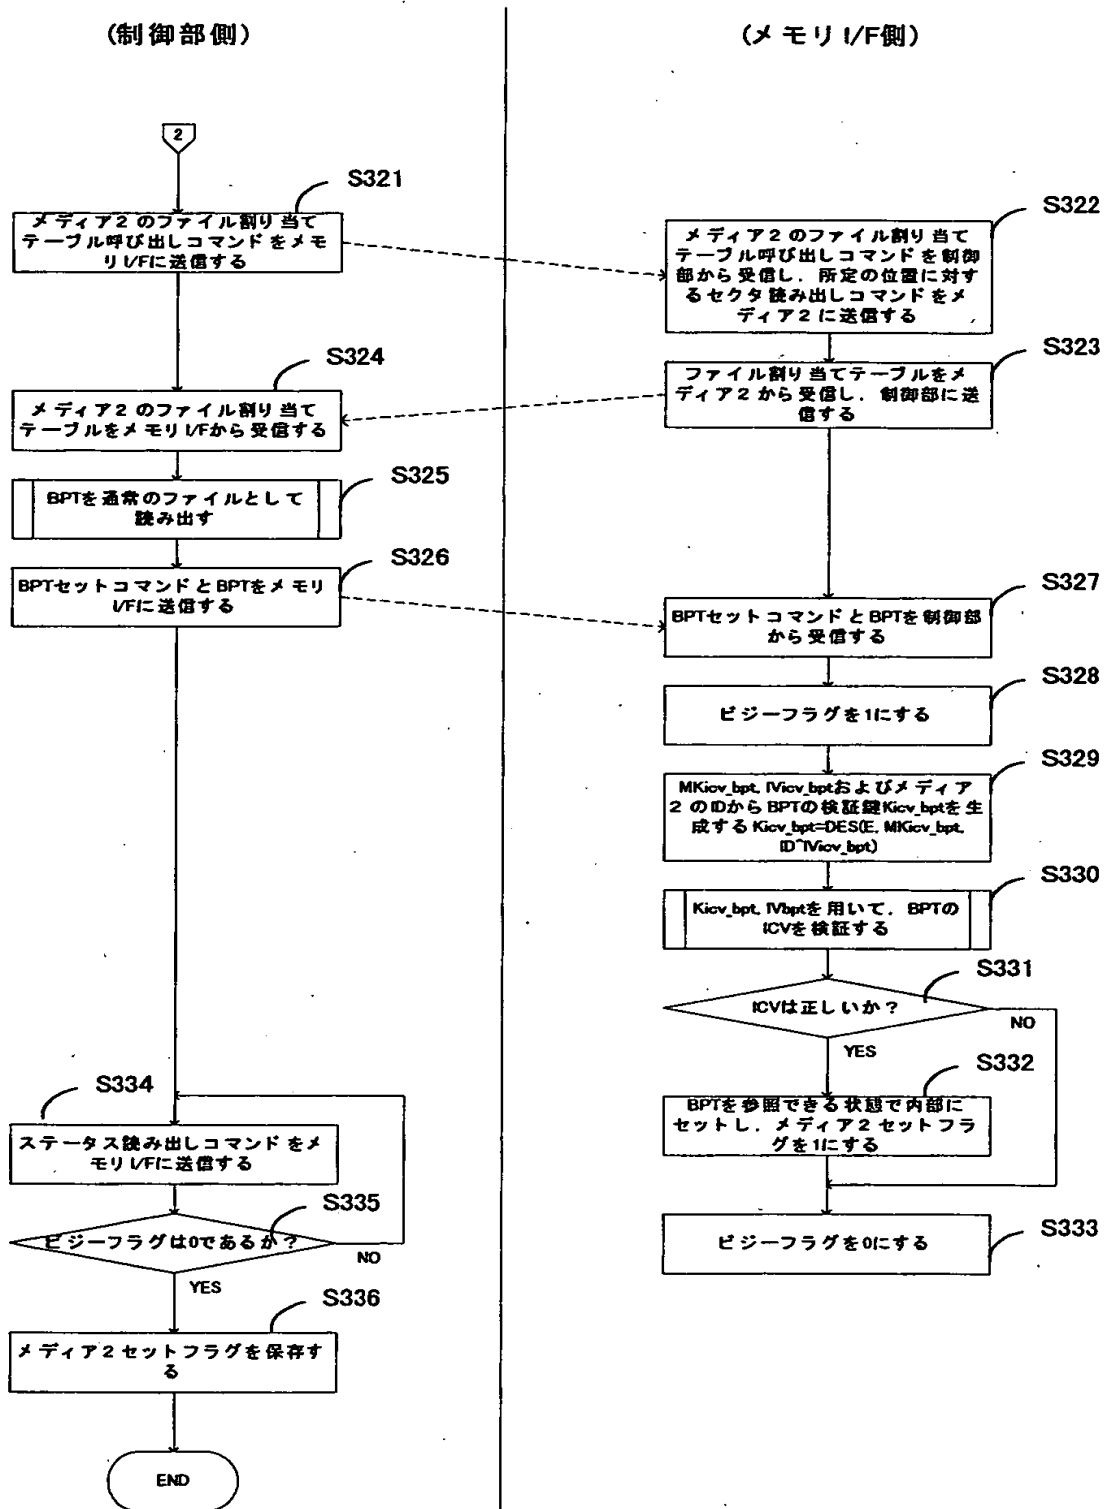 (制御部側)
(メモリI/F側)
2
S321
メディア2のファイル割り当て
テーブル呼び出しコマンドをメモ
リI/Fに送信する
S322
メディア2のファイル割り当て
テーブル呼び出しコマンドを制御
部から受信し、所定の位置に対す
るセクタ読み出しコマンドをメ
ディア2に送信する
S323
ファイル割り当てテーブルをメ
ディア2から受信し、制御部に送
信する
S324
メディア2のファイル割り当て
テーブルをメモリI/Fから受信する
S325
BPTを通常のファイルとして
読み出す
S326
BPTセットコマンドとBPTをメモリ
I/Fに送信する
S327
BPTセットコマンドとBPTを制御部
から受信する
S328
ビジーフラグを1にする
S329
MKicv_bpt, IVicv_bptおよびメディア
2のIDからBPTの検証鍵Kicv_bptを生
成する Kicv_bpt=DES(E, MKicv_bpt,
ID^IVicv_bpt)
S330
Kicv_bpt, IVbptを用いて、BPTの
ICVを検証する
S331
ICVは正しいか?
NO
YES
S332
BPTを参照できる状態で内部に
セットし、メディア2セットフラ
グを1にする
S333
ビジーフラグを0にする
S334
ステータス読み出しコマンドをメ
モリI/Fに送信する
S335
ビジーフラグは0であるか?
NO
YES
S336
メディア2セットフラグを保存す
る
END